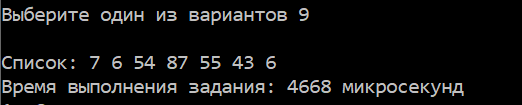 Выберите один из вариантов 9
Список: 7 6 54 87 55 43 6
Время выполнения задания: 4668 микросекунд